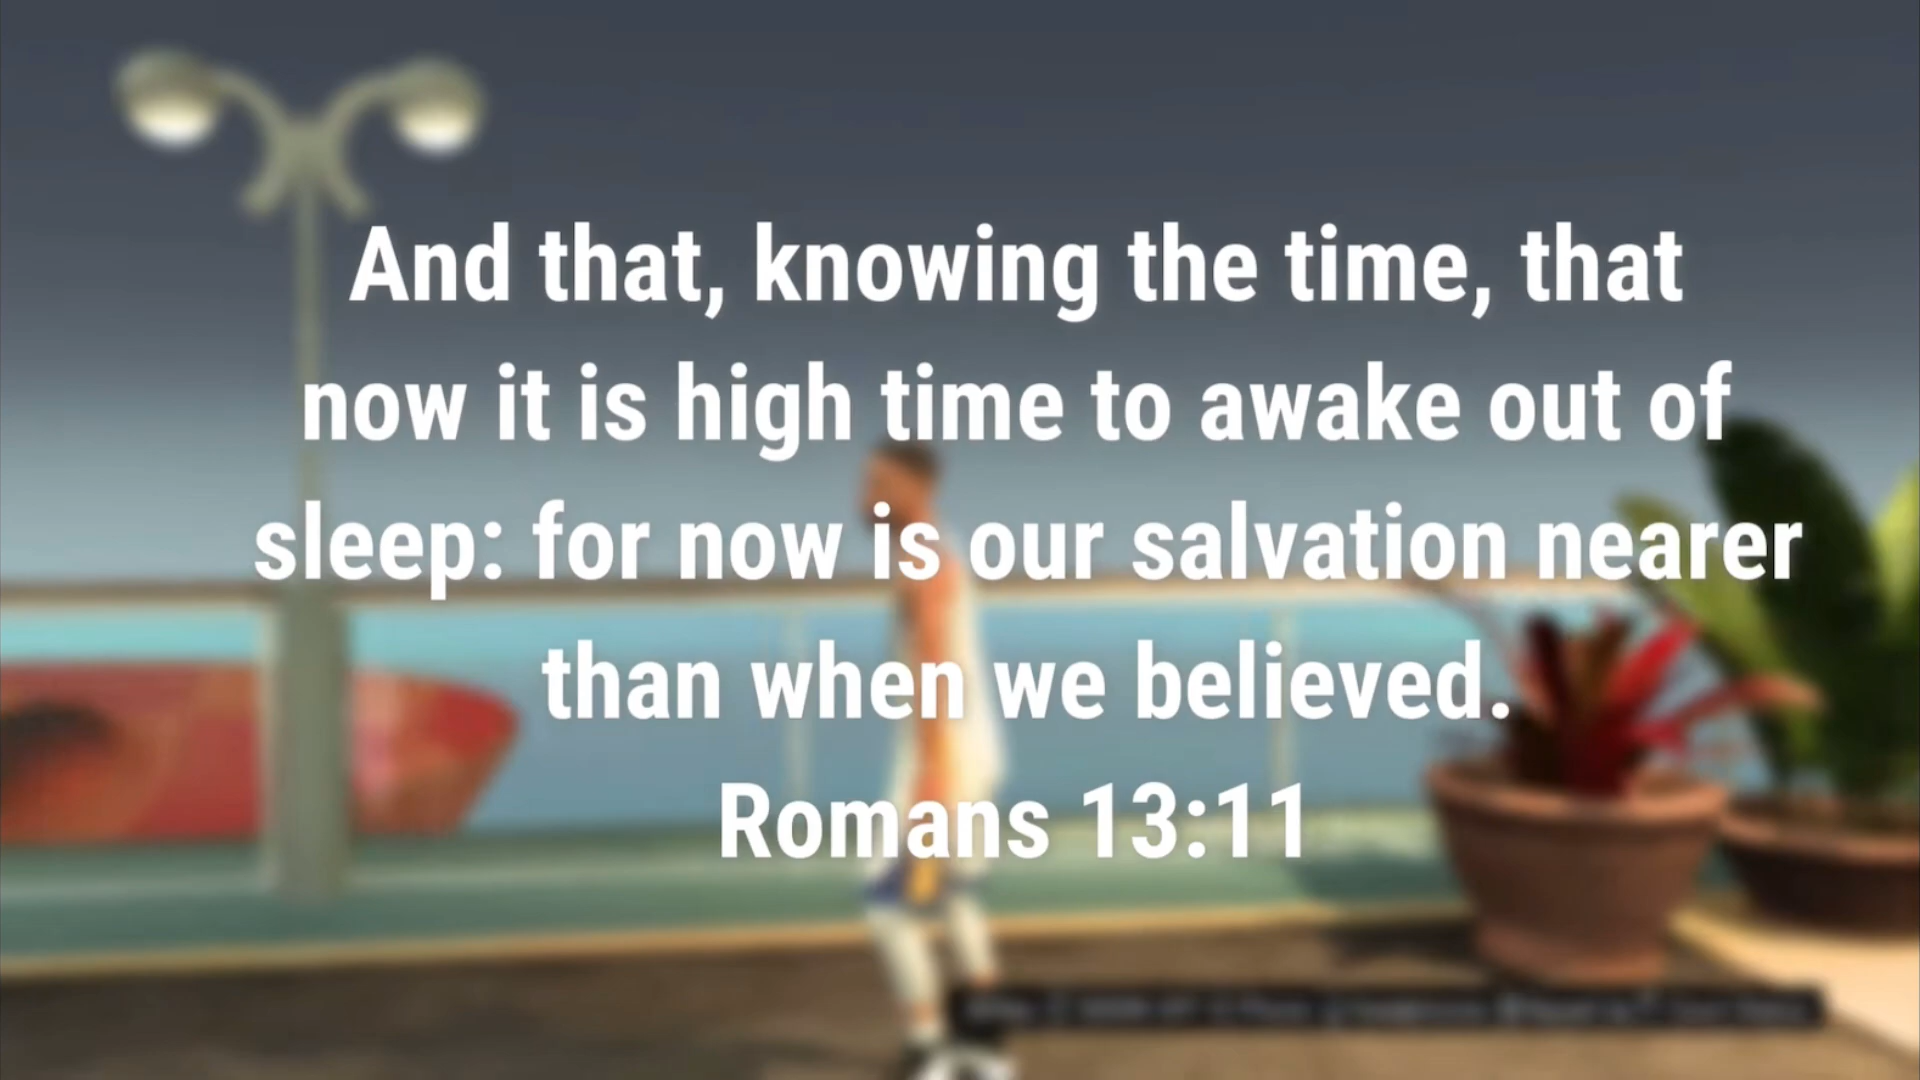 And that, knowing the time, that
now it is high time to awake out of
sleep: for now is our salvation nearer
than when we believed.
Romans 13:11